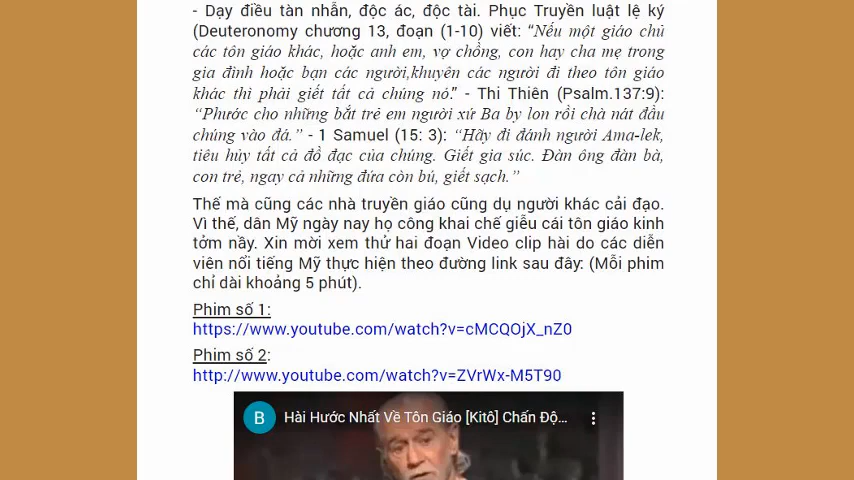 - Dạy điều tàn nhẫn, độc ác, độc tài. Phục Truyền luật lệ ký
(Deuteronomy chương 13, đoạn (1-10) viết: “Nếu một giáo chủ
các tôn giáo khác, hoặc anh em, vợ chồng, con hay cha mẹ trong
gia đình hoặc bạn các người,khuyên các người đi theo tôn giáo
khác thì phải giết tất cả chúng nó.” - Thi Thiên (Psalm.137:9):
“Phước cho những bắt trẻ em người xứ Ba by lon rồi chà nát đầu
chúng vào đá.” - 1 Samuel (15: 3): “Hãy đi đánh người Ama-lek,
tiêu hủy tất cả đồ đạc của chúng. Giết gia súc. Đàn ông đàn bà,
con trẻ, ngay cả những đứa còn bú, giết sạch.”
Thế mà cũng các nhà truyền giáo cũng dụ người khác cải đạo.
Vì thế, dân Mỹ ngày nay họ công khai chế giễu cái tôn giáo kinh
tởm nầy. Xin mời xem thử hai đoạn Video clip hài do các diễn
viên nổi tiếng Mỹ thực hiện theo đường link sau đây: (Mỗi phim
chỉ dài khoảng 5 phút).
Phim số 1:
https://www.youtube.com/watch?v=cMCQOjX_nZ0
Phim số 2:
http://www.youtube.com/watch?v=ZVrWx-M5T90
B Hài Hước Nhất Về Tôn Giáo [Kitô] Chấn Độ...